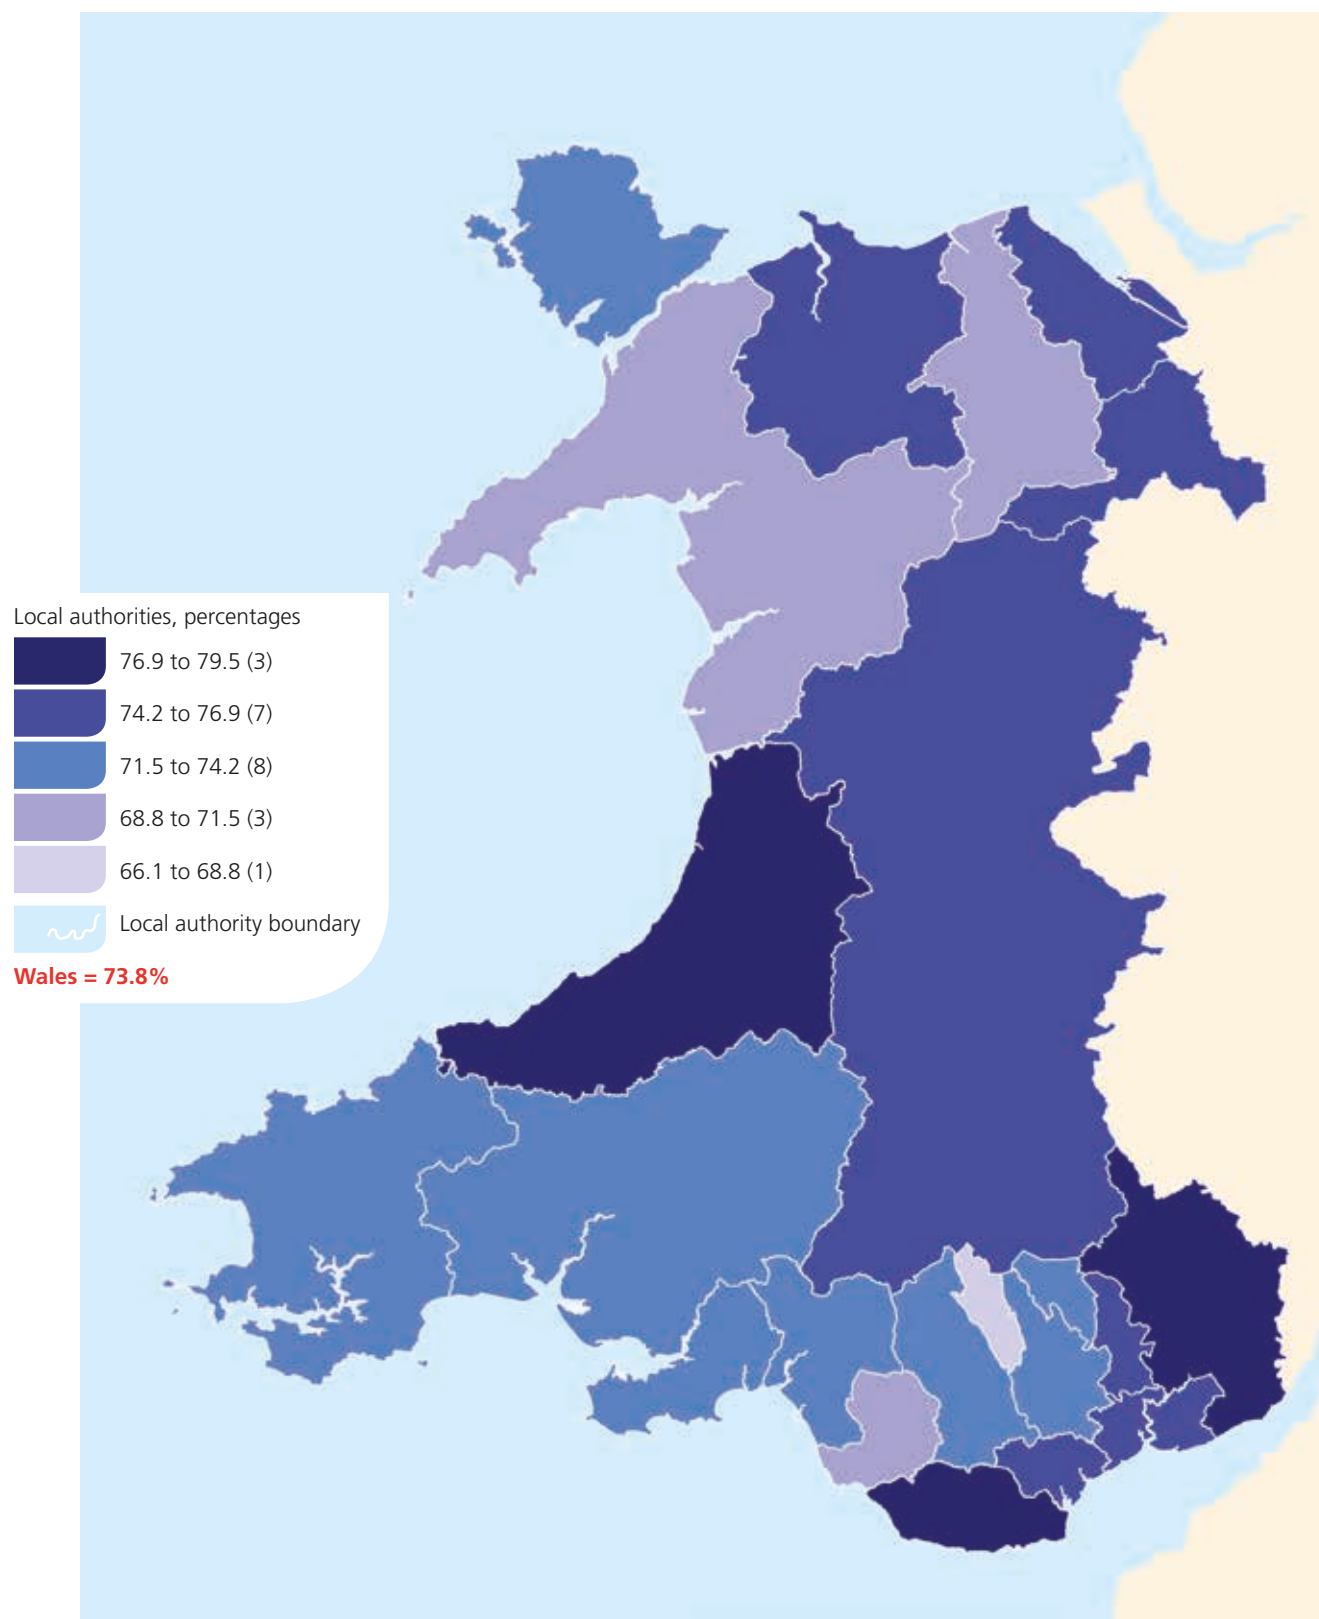 Local authorities, percentages
76.9 to 79.5 (3)
74.2 to 76.9 (7)
71.5 to 74.2 (8)
68.8 to 71.5 (3)
66.1 to 68.8 (1)
Local authority boundary
Wales = 73.8%